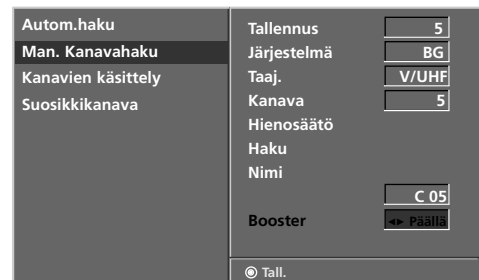 Autom.haku
Man. Kanavahaku
Kanavien käsittely
Suosikkikanava
Tallennus 5
Järjestelmä BG
Taaj. V/UHF
Kanava 5
Hienosäätö
Haku
Nimi
C 05
Booster ◄► Päällä
Tall.